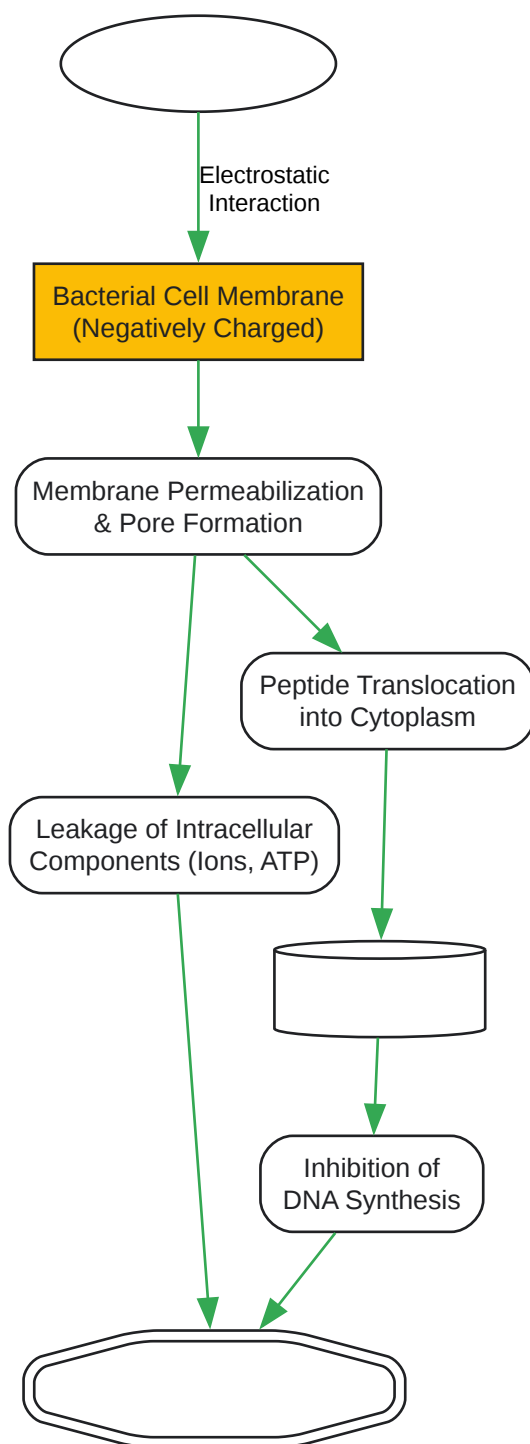 Electrostatic
Interaction
Bacterial Cell Membrane
(Negatively Charged)
Membrane Permeabilization
& Pore Formation
Peptide Translocation
into Cytoplasm
Leakage of Intracellular
Components (Ions, ATP)
Inhibition of
DNA Synthesis